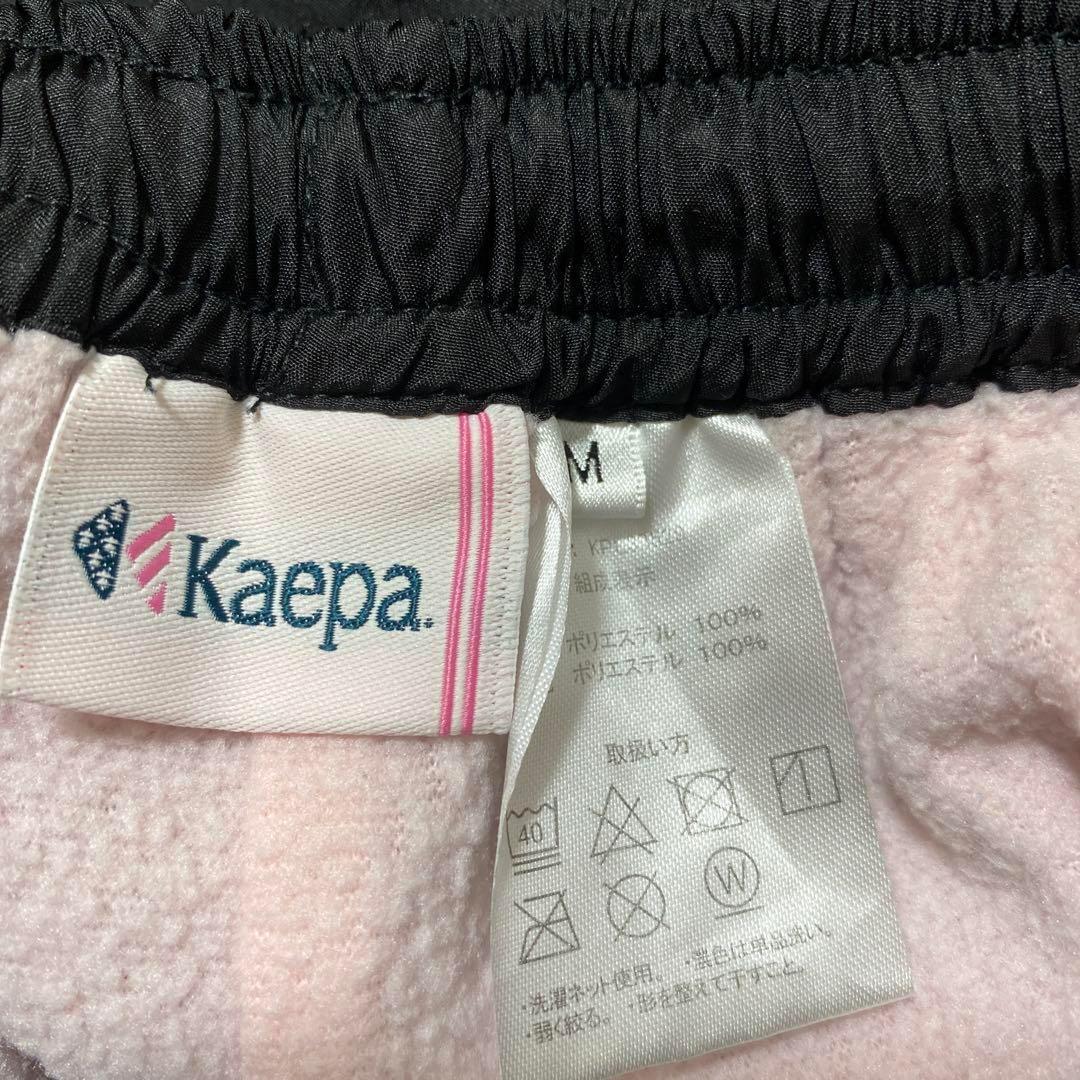 Kaepa.
M
組成表示
ポリエステル 100%
ポリエステル 100%
取扱い方
40
W
・洗濯ネット使用。・濃色は単品洗い。
・弱く絞る。・形を整えて干すこと。